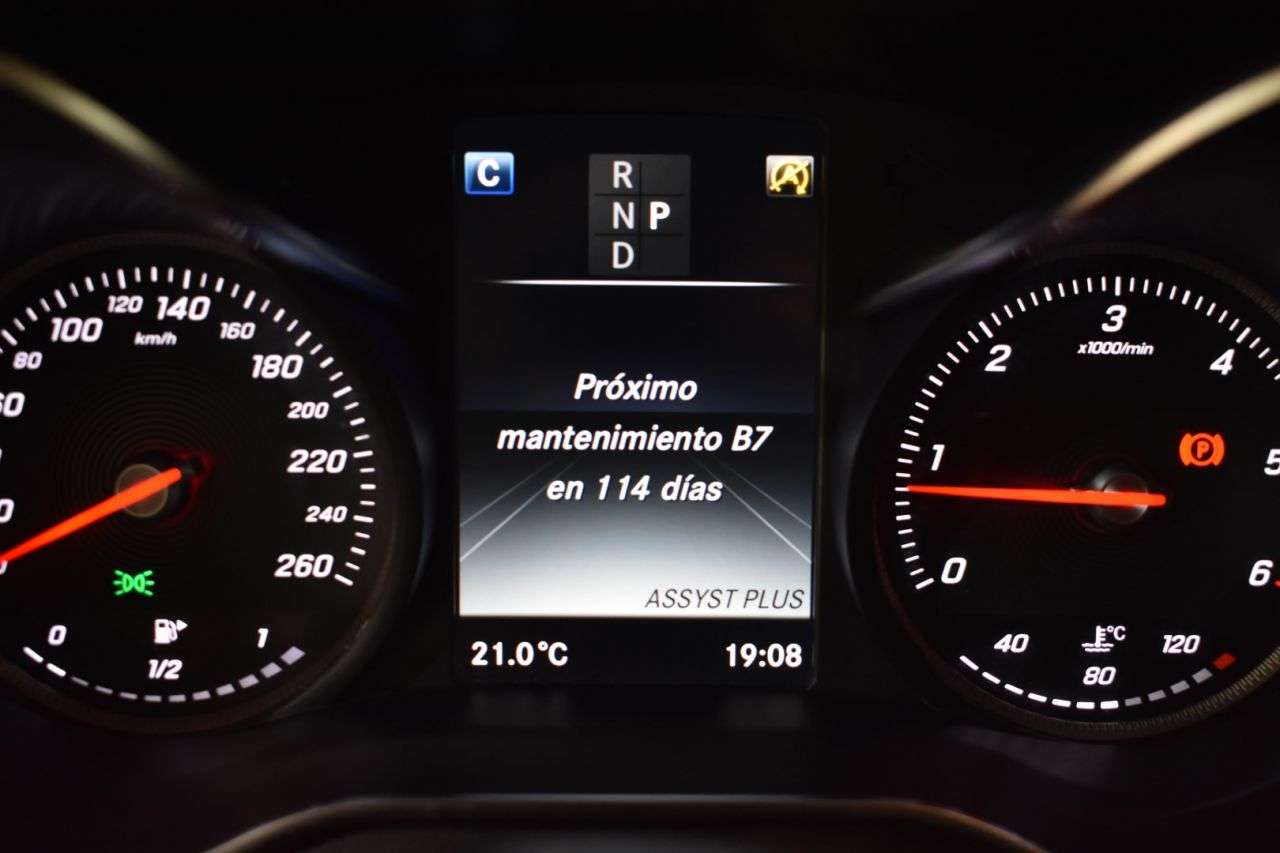 C
R
N P
D
A
Próximo
mantenimiento B7
en 114 días
ASSYST PLUS
21.0°C
19:08
80
100
120
140
160
180
200
220
240
260
km/h
0
1/2
1
0
1
2
3
4
5
6
x1000/min
P
40
80
120
°C